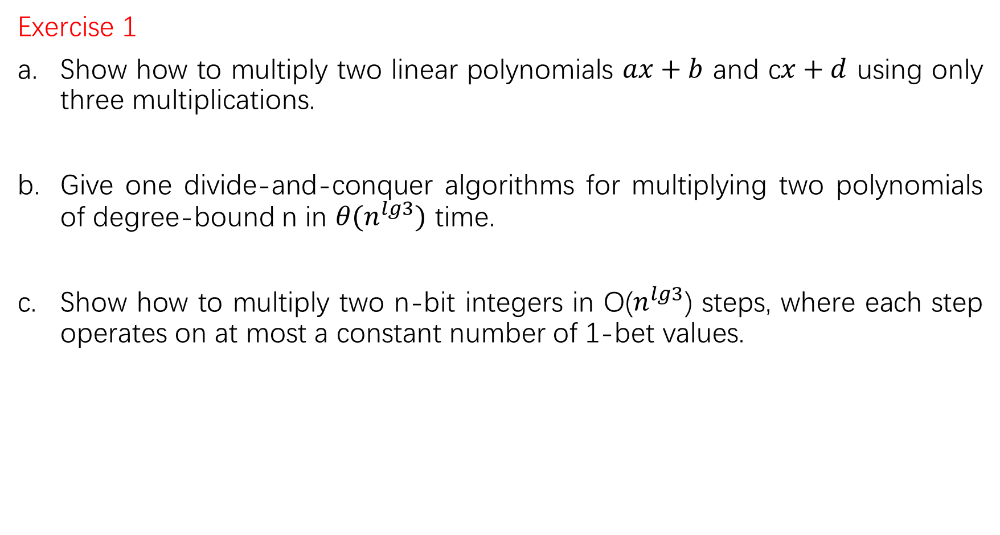 Exercise 1
a. Show how to multiply two linear polynomials ax + b and cx + d using only
three multiplications.
b. Give one divide-and-conquer algorithms for multiplying two polynomials
of degree-bound n in θ(n^{lg3}) time.
c. Show how to multiply two n-bit integers in O(n^{lg3}) steps, where each step
operates on at most a constant number of 1-bet values.